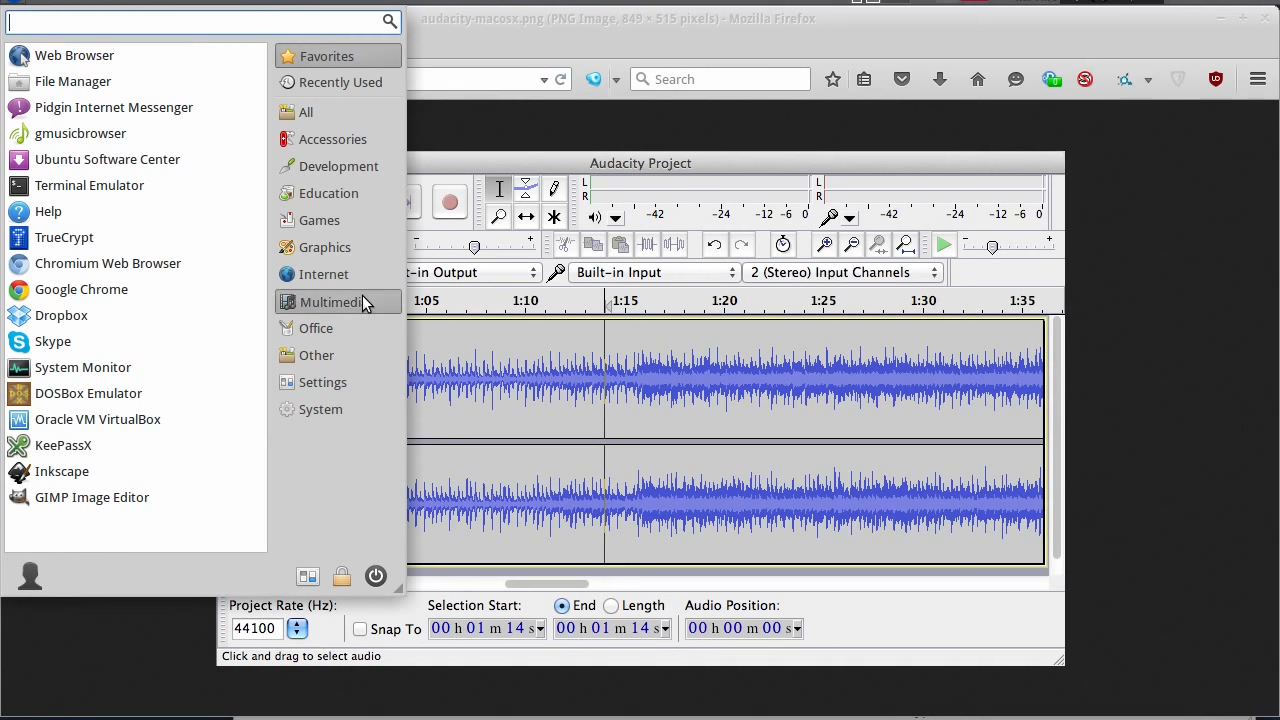 audacity-macosx.png (PNG Image, 849 × 515 pixels) - Mozilla Firefox
Search
Web Browser
File Manager
Pidgin Internet Messenger
gmusicbrowser
Ubuntu Software Center
Terminal Emulator
Help
TrueCrypt
Chromium Web Browser
Google Chrome
Dropbox
Skype
System Monitor
DOSBox Emulator
Oracle VM VirtualBox
KeePassX
Inkscape
GIMP Image Editor
Favorites
Recently Used
All
Accessories
Development
Education
Games
Graphics
Internet
Multimedi
Office
Other
Settings
System
Audacity Project
L L
R R
-42 -24 -12 -6 0 -42 -24 -12 -6 0
- + - +
t-in Output Built-in Input 2 (Stereo) Input Channels
1:05 1:10 1:15 1:20 1:25 1:30 1:35
Project Rate (Hz): Selection Start: End Length Audio Position:
44100 Snap To 00 h 01 m 14 s 00 h 01 m 14 s 00 h 00 m 00 s
Click and drag to select audio